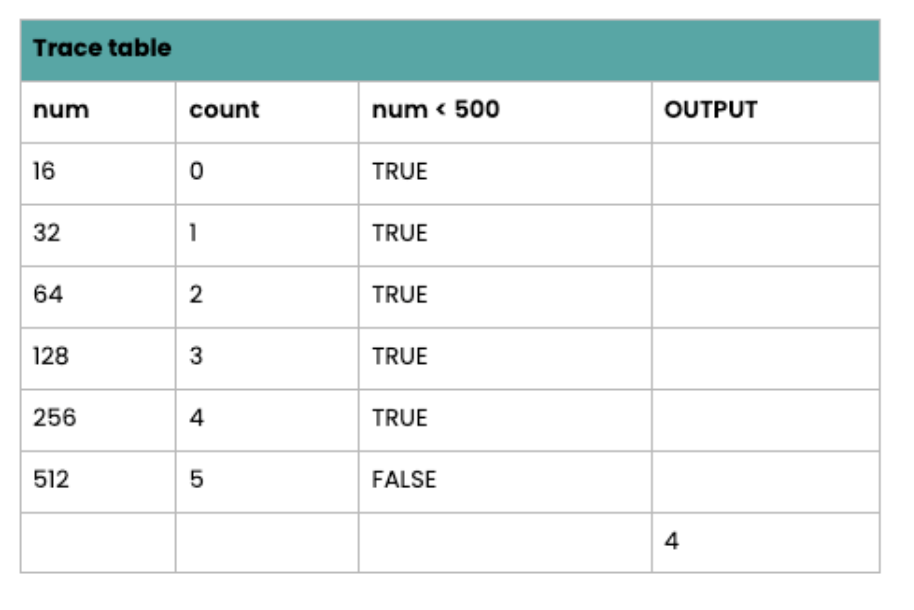 Trace table
num count num < 500 OUTPUT
16 0 TRUE
32 1 TRUE
64 2 TRUE
128 3 TRUE
256 4 TRUE
512 5 FALSE
4